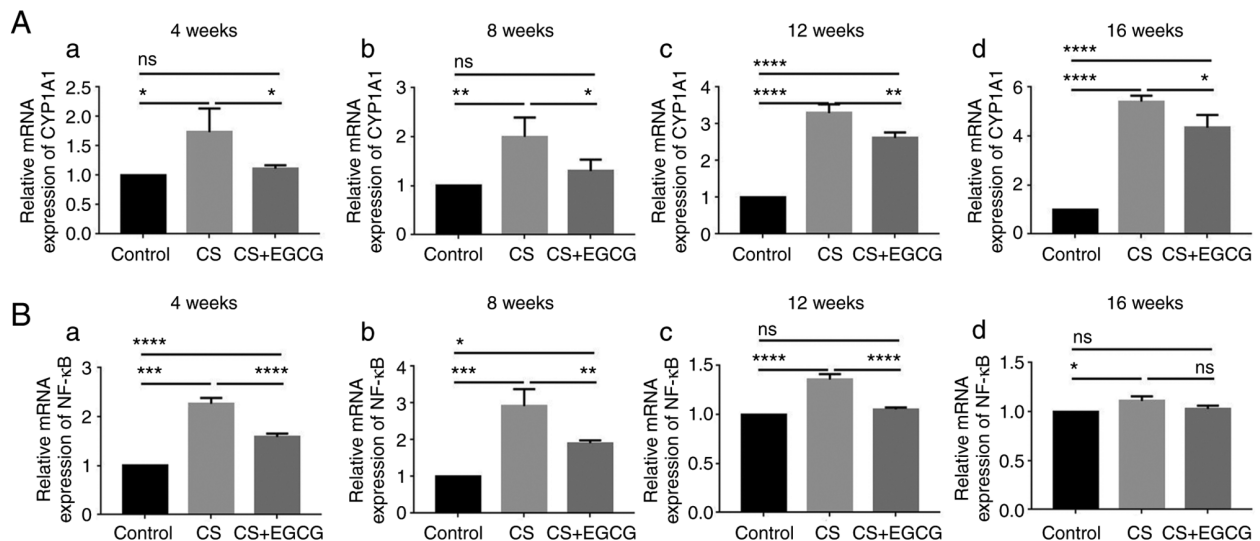 A
a
4 weeks
ns
*
*
Relative mRNA
expression of CYP1A1
2.5
2.0
1.5
1.0
0.5
0.0
Control CS CS+EGCG
b
8 weeks
ns
**
*
Relative mRNA
expression of CYP1A1
3
2
1
0
Control CS CS+EGCG
c
12 weeks
****
****
**
Relative mRNA
expression of CYP1A1
4
3
2
1
0
Control CS CS+EGCG
d
16 weeks
****
****
*
Relative mRNA
expression of CYP1A1
6
4
2
0
Control CS CS+EGCG
B
a
4 weeks
****
***
****
Relative mRNA
expression of NF-κB
3
2
1
0
Control CS CS+EGCG
b
8 weeks
*
***
**
Relative mRNA
expression of NF-κB
4
3
2
1
0
Control CS CS+EGCG
c
12 weeks
ns
****
****
Relative mRNA
expression of NF-κB
1.5
1.0
0.5
0.0
Control CS CS+EGCG
d
16 weeks
ns
*
ns
Relative mRNA
expression of NF-κB
1.5
1.0
0.5
0.0
Control CS CS+EGCG